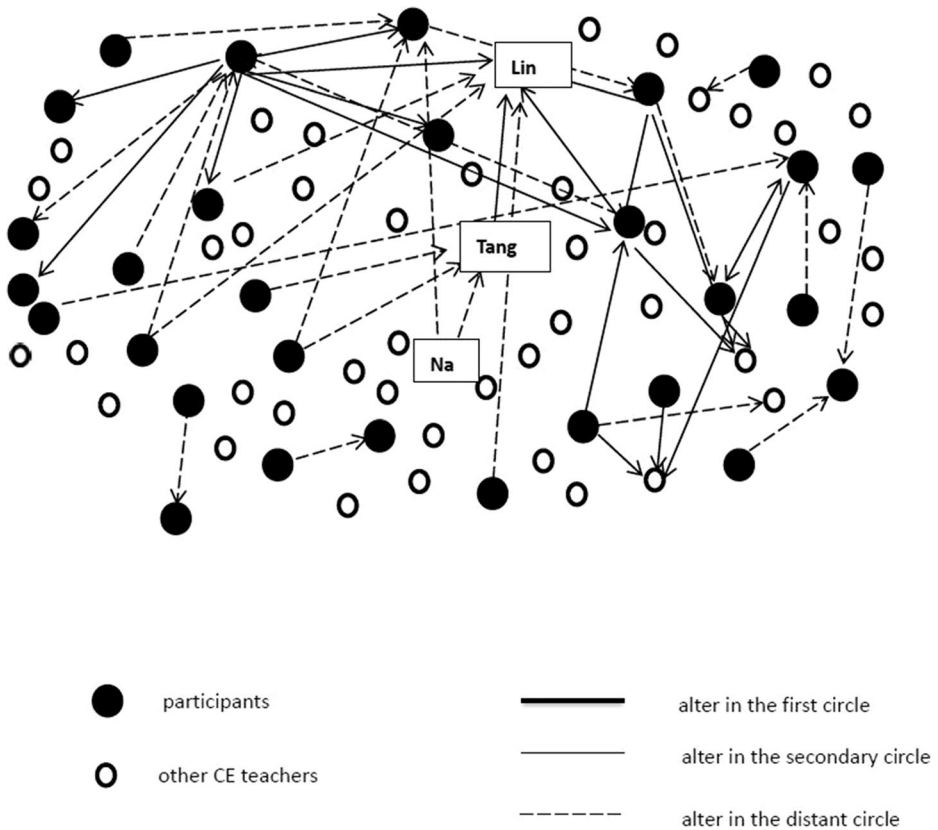 Lin
Tang
Na
participants
alter in the first circle
other CE teachers
alter in the secondary circle
alter in the distant circle